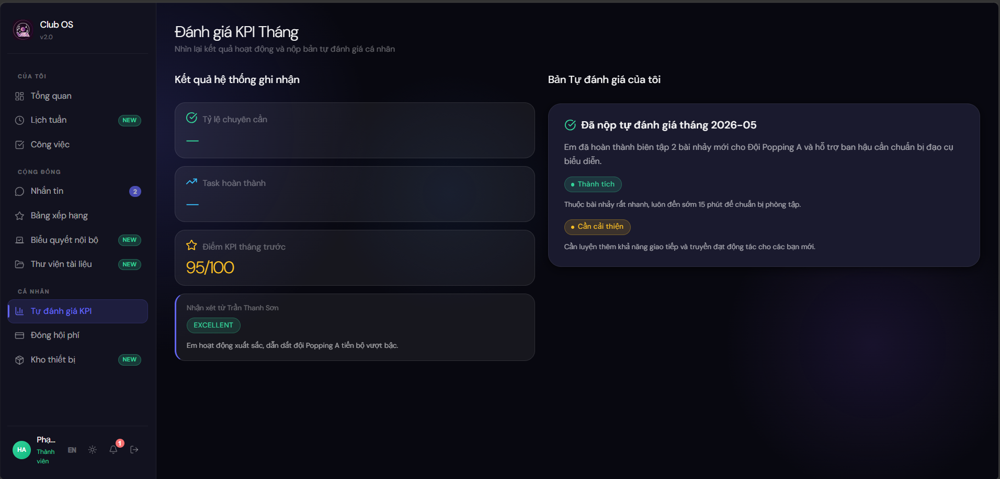 Club OS
v2.0
CỦA TÔI
Tổng quan
Lịch tuần
NEW
Công việc
CỘNG ĐỒNG
Nhắn tin
2
Bảng xếp hạng
Biểu quyết nội bộ
NEW
Thư viện tài liệu
NEW
CÁ NHÂN
Tự đánh giá KPI
Đóng hội phí
Kho thiết bị
NEW
HA
Phạ...
Thành
viên
EN
1
Đánh giá KPI Tháng
Nhìn lại kết quả hoạt động và nộp bản tự đánh giá cá nhân
Kết quả hệ thống ghi nhận
Tỷ lệ chuyên cần
—
Task hoàn thành
—
Điểm KPI tháng trước
95/100
Nhận xét từ Trần Thanh Sơn
EXCELLENT
Em hoạt động xuất sắc, dẫn dắt đội Popping A tiến bộ vượt bậc.
Bản Tự đánh giá của tôi
Đã nộp tự đánh giá tháng 2026-05
Em đã hoàn thành biên tập 2 bài nhảy mới cho Đội Popping A và hỗ trợ ban hậu cần chuẩn bị đạo cụ
biểu diễn.
Thành tích
Thuộc bài nhảy rất nhanh, luôn đến sớm 15 phút để chuẩn bị phòng tập.
Cần cải thiện
Cần luyện thêm khả năng giao tiếp và truyền đạt động tác cho các bạn mới.